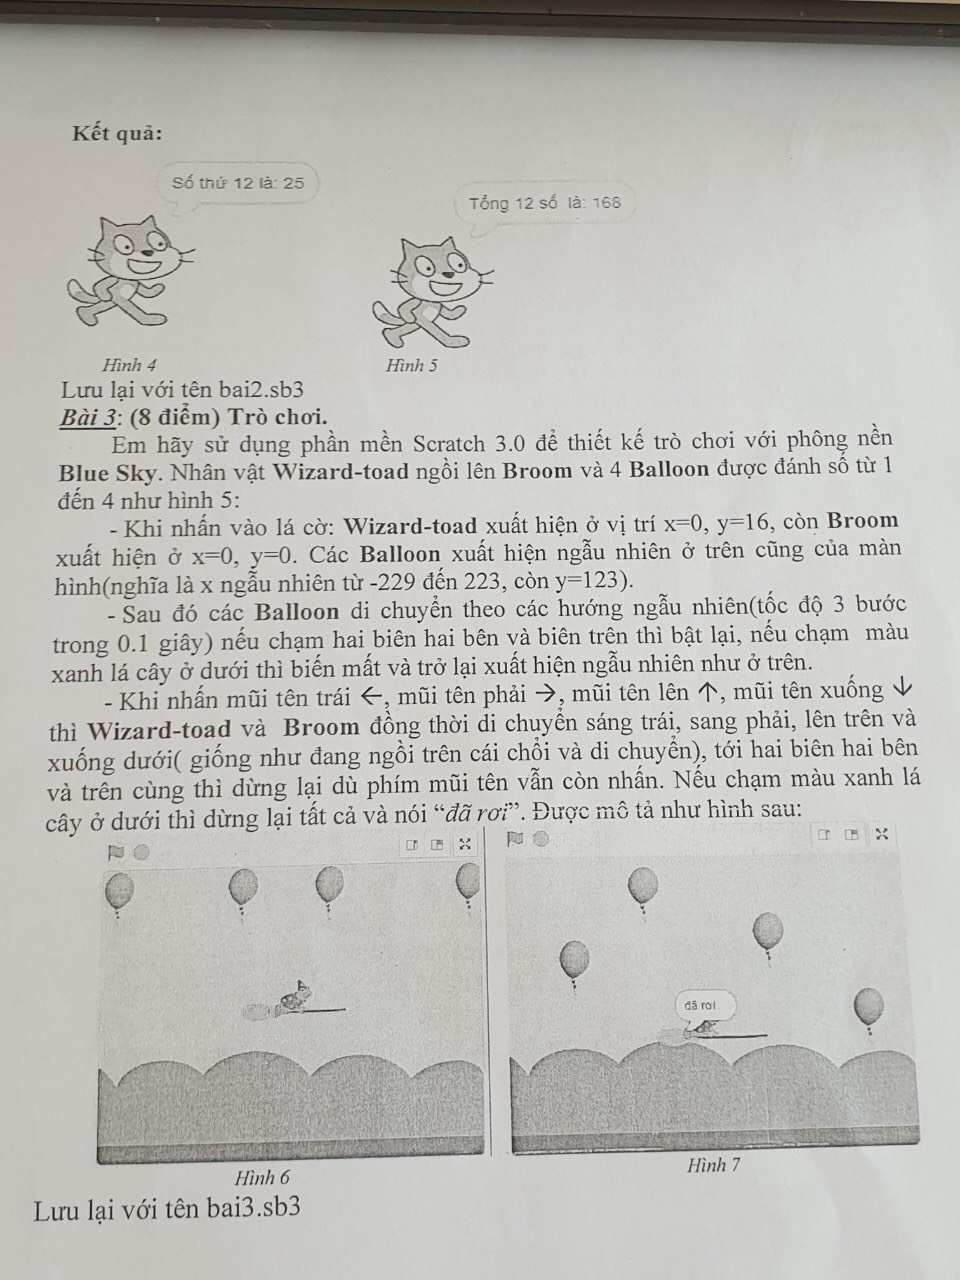 Kết quả:
Số thứ 12 là: 25
Tổng 12 số là: 168
Hình 4
Hình 5
Lưu lại với tên bai2.sb3
Bài 3: (8 điểm) Trò chơi.
Em hãy sử dụng phần mền Scratch 3.0 để thiết kế trò chơi với phông nền
Blue Sky. Nhân vật Wizard-toad ngồi lên Broom và 4 Balloon được đánh số từ 1
đến 4 như hình 5:
- Khi nhấn vào lá cờ: Wizard-toad xuất hiện ở vị trí x=0, y=16, còn Broom
xuất hiện ở x=0, y=0. Các Balloon xuất hiện ngẫu nhiên ở trên cũng của màn
hình(nghĩa là x ngẫu nhiên từ -229 đến 223, còn y=123).
- Sau đó các Balloon di chuyển theo các hướng ngẫu nhiên(tốc độ 3 bước
trong 0.1 giây) nếu chạm hai biên hai bên và biên trên thì bật lại, nếu chạm màu
xanh lá cây ở dưới thì biến mất và trở lại xuất hiện ngẫu nhiên như ở trên.
- Khi nhấn mũi tên trái ←, mũi tên phải →, mũi tên lên ↑, mũi tên xuống ↓
thì Wizard-toad và Broom đồng thời di chuyển sáng trái, sang phải, lên trên và
xuống dưới( giống như đang ngồi trên cái chổi và di chuyển), tới hai biên hai bên
và trên cùng thì dừng lại dù phím mũi tên vẫn còn nhấn. Nếu chạm màu xanh lá
cây ở dưới thì dừng lại tất cả và nói “đã rơi”. Được mô tả như hình sau:
đã rơi
Hình 6
Hình 7
Lưu lại với tên bai3.sb3